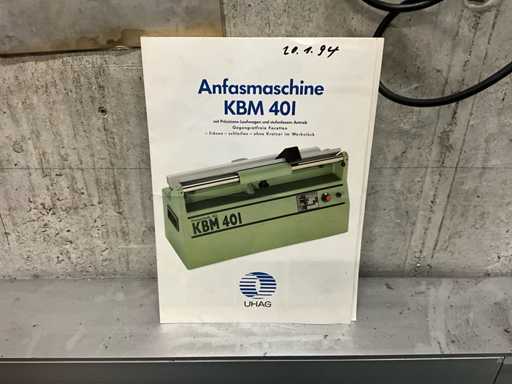 20.1.94
Anfasmaschine
KBM 401
mit Präzisions-Laufwagen und stufenlosem Antrieb
Gegengratfreie Facetten
– fräsen – schleifen – ohne Kratzer im Werkstück
KBM 401
UHAG